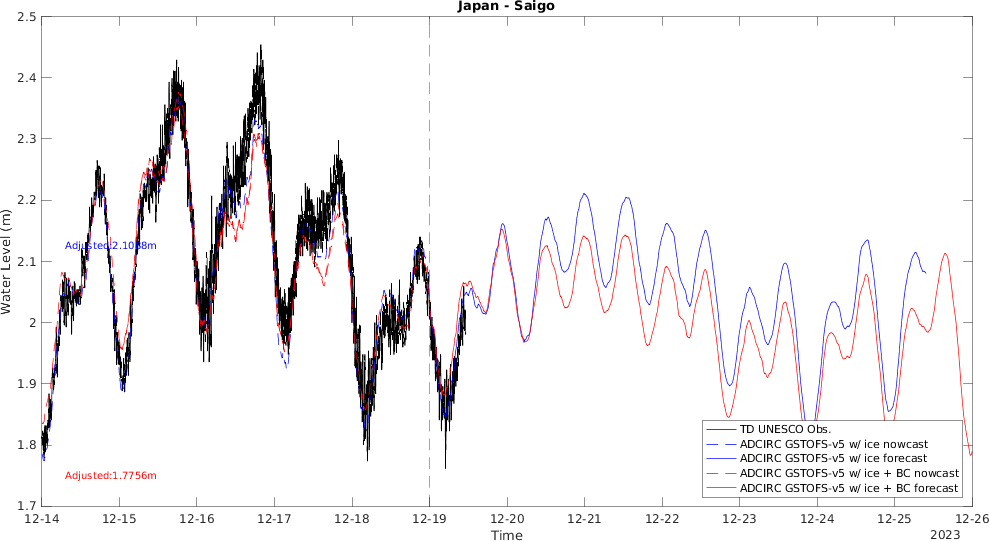 Japan - Saigo
2.5
2.4
2.3
2.2
2.1
2
1.9
1.8
1.7
Water Level (m)
Adjusted:2.1038m
Adjusted:1.7756m
TD UNESCO Obs.
ADCIRC GSTOFS-v5 w/ ice nowcast
ADCIRC GSTOFS-v5 w/ ice forecast
ADCIRC GSTOFS-v5 w/ ice + BC nowcast
ADCIRC GSTOFS-v5 w/ ice + BC forecast
12-14 12-15 12-16 12-17 12-18 12-19 12-20 12-21 12-22 12-23 12-24 12-25 12-26
Time
2023